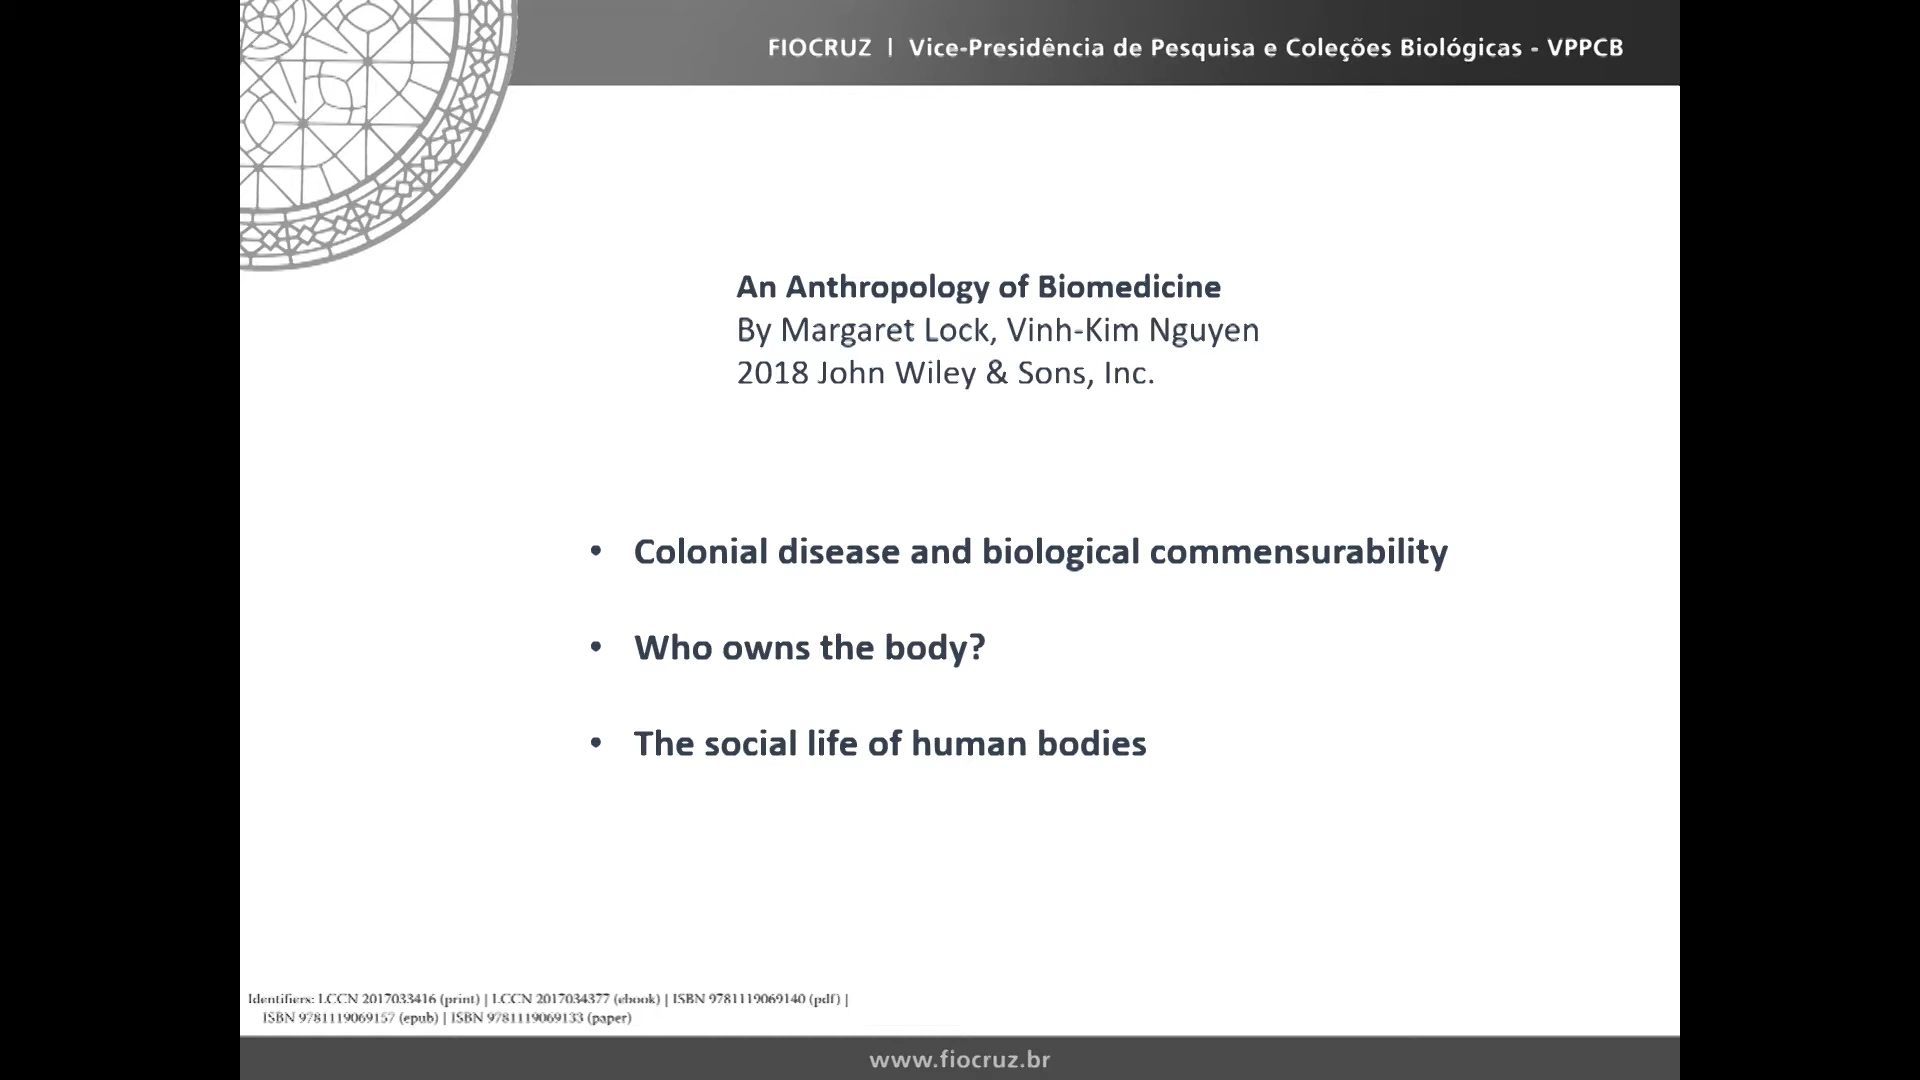 FIOCRUZ | Vice-Presidência de Pesquisa e Coleções Biológicas - VPPCB
An Anthropology of Biomedicine
By Margaret Lock, Vinh-Kim Nguyen
2018 John Wiley & Sons, Inc.
• Colonial disease and biological commensurability
• Who owns the body?
• The social life of human bodies
Identifiers: LCCN 2017033416 (print) | LCCN 2017034377 (ebook) | ISBN 9781119069140 (pdf) |
ISBN 9781119069157 (epub) | ISBN 9781119069133 (paper)
www.fiocruz.br